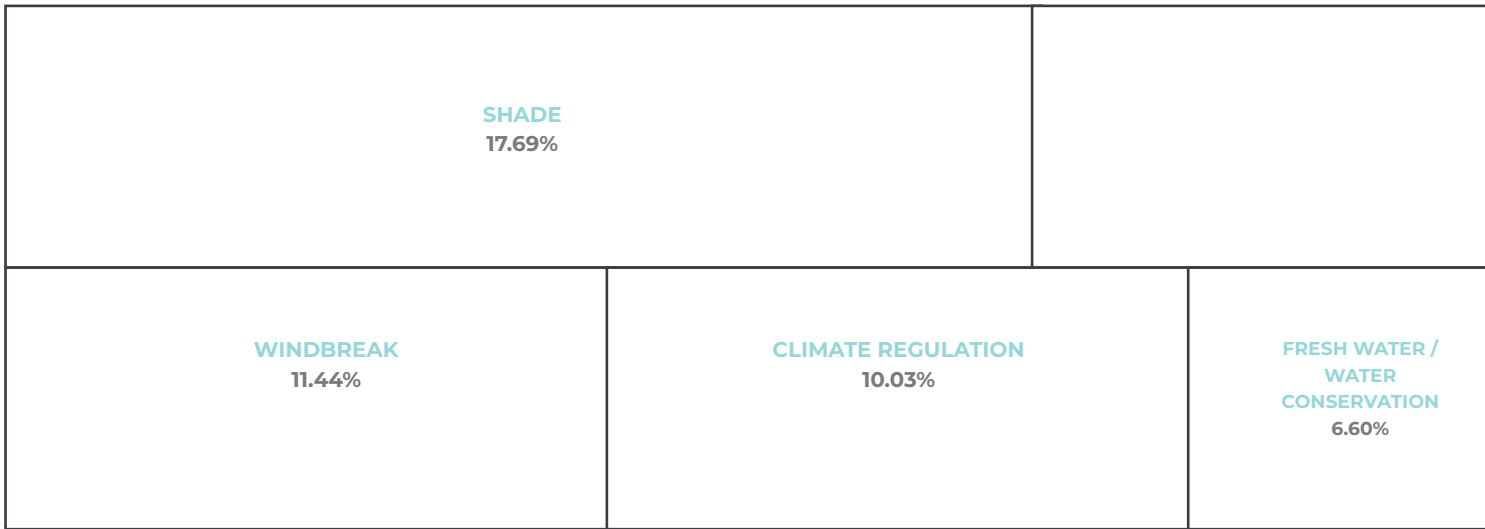 SHADE
17.69%
WINDBREAK
11.44%
CLIMATE REGULATION
10.03%
FRESH WATER /
WATER
CONSERVATION
6.60%